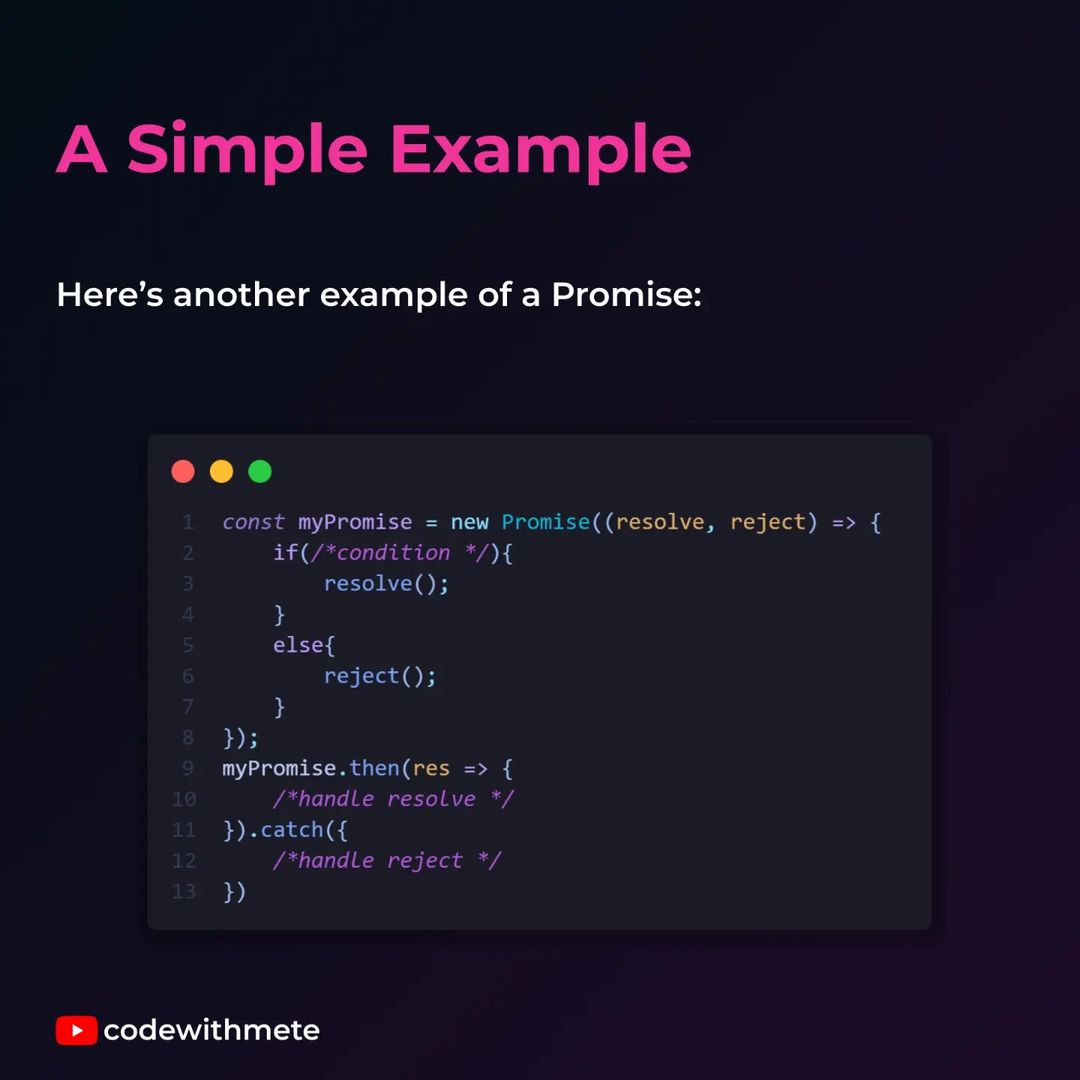 A Simple Example
Here’s another example of a Promise:
1 const myPromise = new Promise((resolve, reject) => {
2     if(/*condition */){
3         resolve();
4     }
5     else{
6         reject();
7     }
8 });
9 myPromise.then(res => {
10     /*handle resolve */
11 }).catch({
12     /*handle reject */
13 })
codewithmete